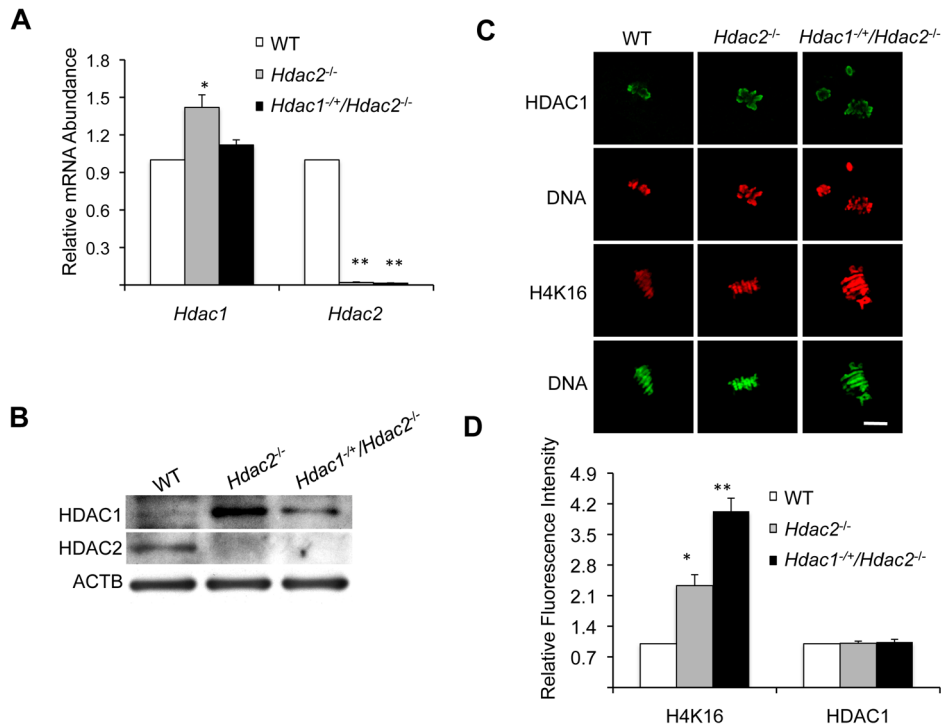 A
WT
Hdac2-/-
Hdac1-/+/Hdac2-/-
Relative mRNA Abundance
1.8
1.5
1.2
0.9
0.6
0.3
*
** **
Hdac1 Hdac2
B
WT Hdac2-/- Hdac1-/+/Hdac2-/-
HDAC1
HDAC2
ACTB
C
WT Hdac2-/- Hdac1-/+/Hdac2-/-
HDAC1
DNA
H4K16
DNA
D
Relative Fluorescence Intensity
4.9
4.2
3.5
2.8
2.1
1.4
0.7
*
**
WT
Hdac2-/-
Hdac1-/+/Hdac2-/-
H4K16 HDAC1